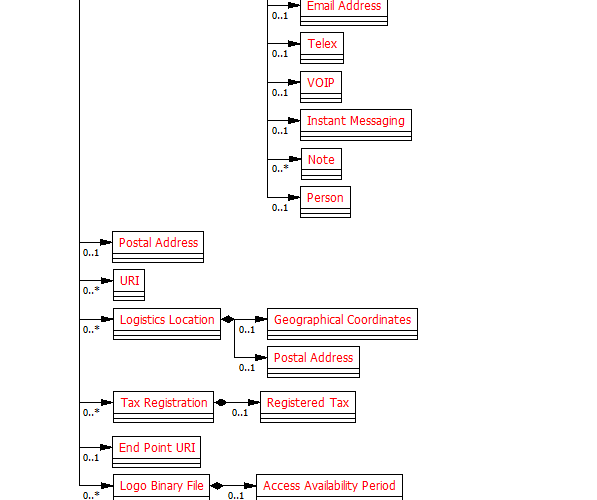 Email Address
0..1
Telex
0..1
VOIP
0..1
Instant Messaging
0..1
Note
0..*
Person
0..1
Postal Address
0..1
URI
0..*
Logistics Location
0..*
Geographical Coordinates
0..1
Postal Address
0..1
Tax Registration
0..*
Registered Tax
0..1
End Point URI
0..1
Logo Binary File
0..*
Access Availability Period
0..1